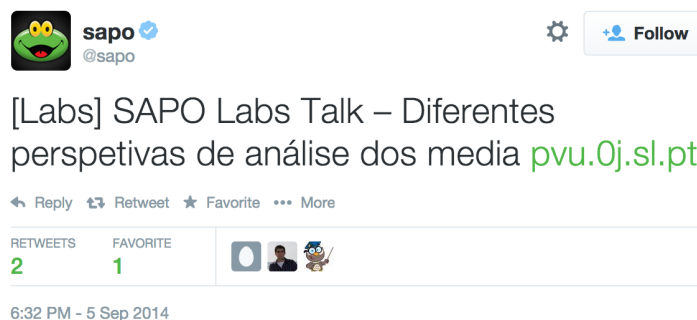 sapo
@sapo
Follow
[Labs] SAPO Labs Talk – Diferentes
perspetivas de análise dos media pvu.0j.sl.pt
Reply Retweet Favorite More
RETWEETS FAVORITE
2 1
6:32 PM - 5 Sep 2014